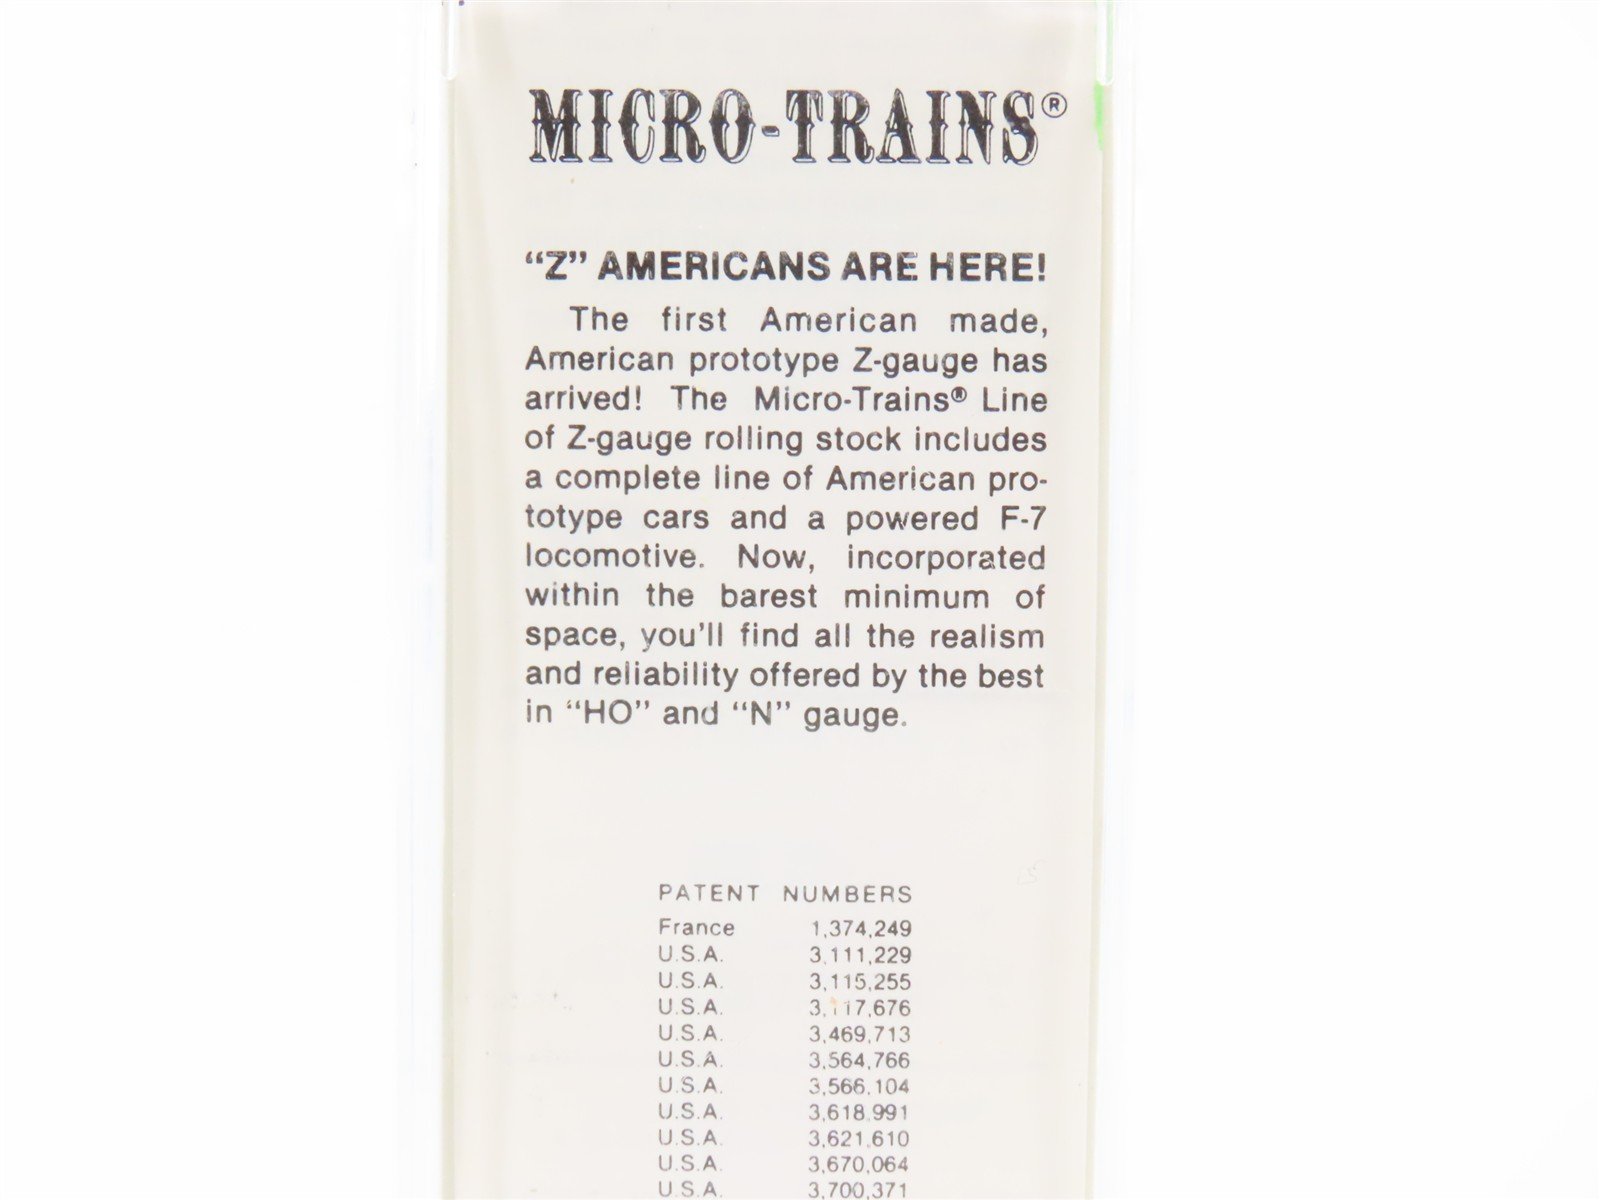 MICRO-TRAINS®
“Z” AMERICANS ARE HERE!
The first American made,
American prototype Z-gauge has
arrived! The Micro-Trains® Line
of Z-gauge rolling stock includes
a complete line of American pro-
totype cars and a powered F-7
locomotive. Now, incorporated
within the barest minimum of
space, you'll find all the realism
and reliability offered by the best
in “HO” and “N” gauge.
PATENT NUMBERS
France 1,374,249
U.S.A. 3,111,229
U.S.A. 3,115,255
U.S.A. 3,117,676
U.S.A. 3,469,713
U.S.A. 3,564,766
U.S.A. 3,566,104
U.S.A. 3,618,991
U.S.A. 3,621,610
U.S.A. 3,670,064
U.S.A. 3,700,371